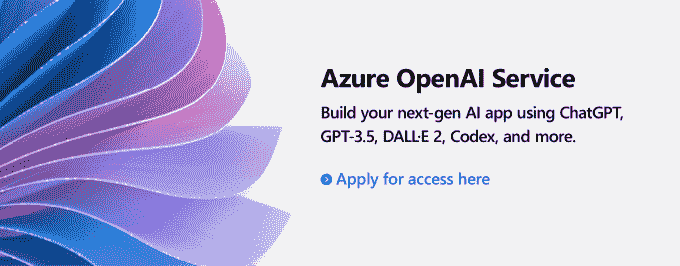 Azure OpenAI Service
Build your next-gen AI app using ChatGPT,
GPT-3.5, DALL·E 2, Codex, and more.
Apply for access here